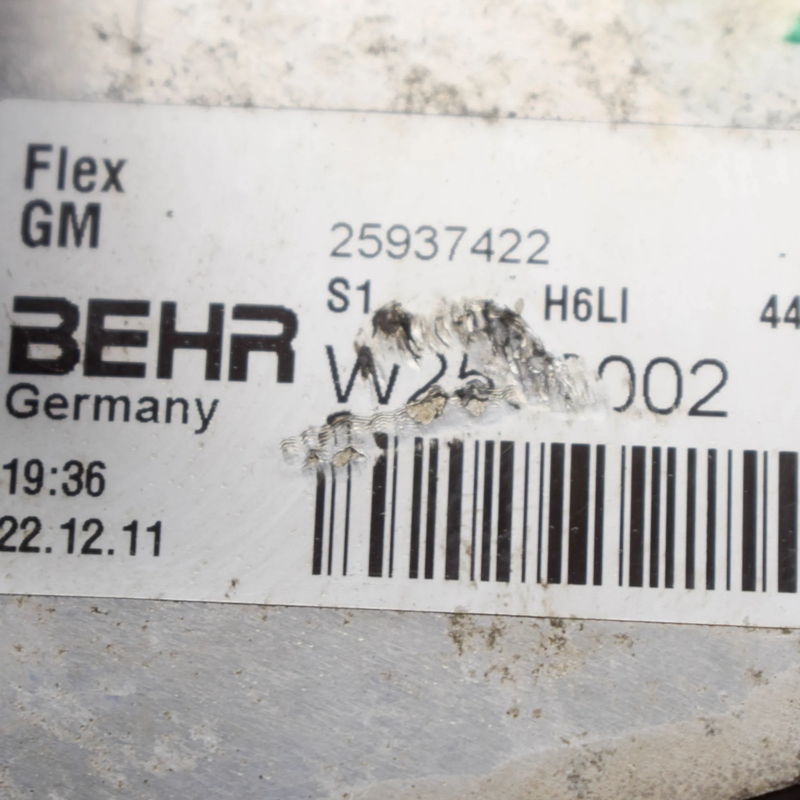 Flex
GM
25937422
S1 H6LI 44
BEHR
Germany
19:36
22.12.11